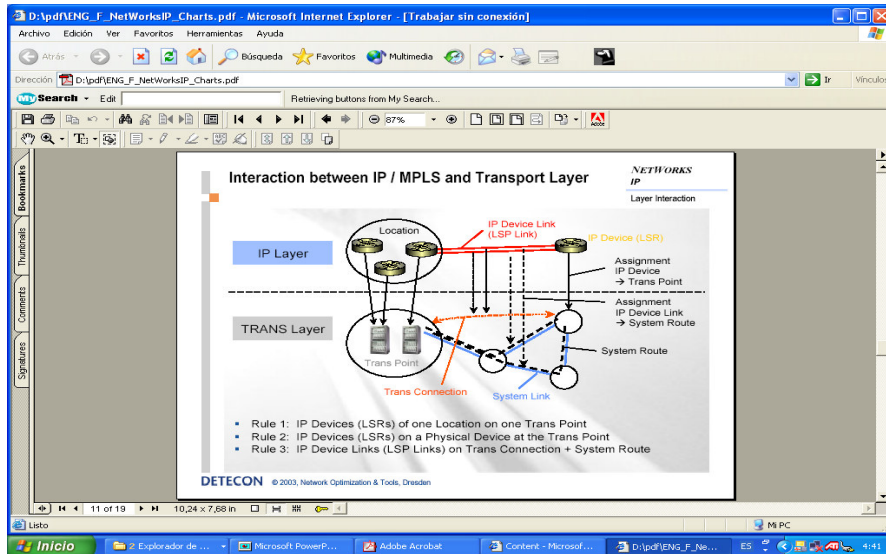 D:\pdf\ENG_F_NetWorksIP_Charts.pdf - Microsoft Internet Explorer - [Trabajar sin conexión]
Archivo Edición Ver Favoritos Herramientas Ayuda
Atrás Búsqueda Favoritos Multimedia
Dirección D:\pdf\ENG_F_NetWorksIP_Charts.pdf Ir Vínculos
My Search Edit Retrieving buttons from My Search...
87% Adobe
Bookmarks
Thumbnails
Comments
Signatures
Interaction between IP / MPLS and Transport Layer
NETWORKS
IP
Layer Interaction
Location
IP Device Link
(LSP Link)
IP Device (LSR)
IP Layer
Assignment
IP Device
→ Trans Point
Assignment
IP Device Link
→ System Route
TRANS Layer
System Route
Trans Point
Trans Connection
System Link
▪ Rule 1: IP Devices (LSRs) of one Location on one Trans Point
▪ Rule 2: IP Devices (LSRs) on a Physical Device at the Trans Point
▪ Rule 3: IP Device Links (LSP Links) on Trans Connection + System Route
DETECON © 2003, Network Optimization & Tools, Dresden
11 of 19 10,24 x 7,68 in
Listo Mi PC
Inicio 2 Explorador de ... Microsoft PowerP... Adobe Acrobat Content - Microsof... D:\pdf\ENG_F_Ne... ES 4:41